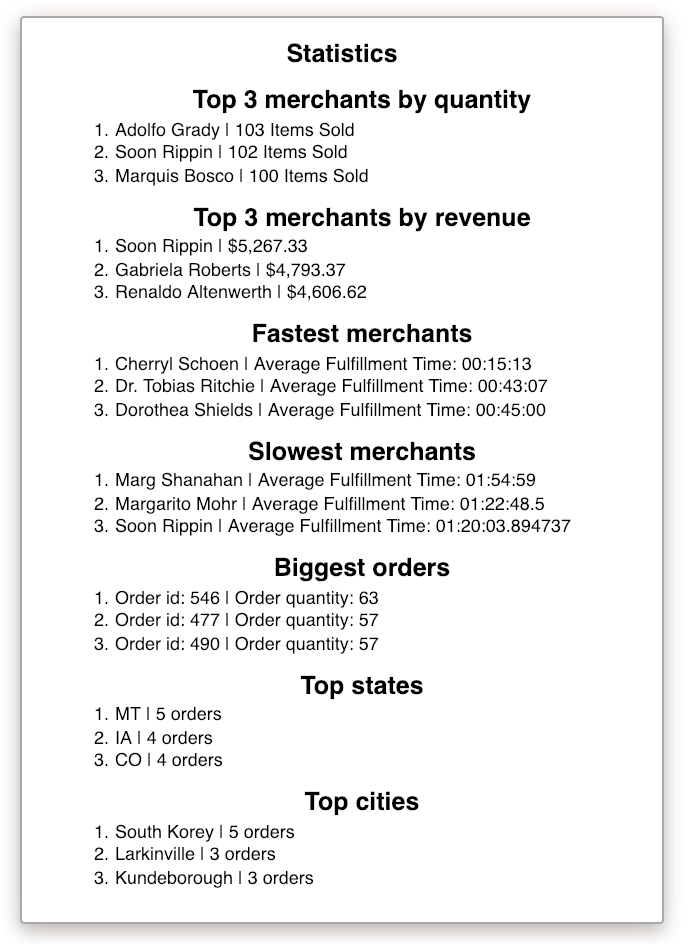 Statistics
Top 3 merchants by quantity
1. Adolfo Grady | 103 Items Sold
2. Soon Rippin | 102 Items Sold
3. Marquis Bosco | 100 Items Sold
Top 3 merchants by revenue
1. Soon Rippin | $5,267.33
2. Gabriela Roberts | $4,793.37
3. Renaldo Altenwerth | $4,606.62
Fastest merchants
1. Cherryl Schoen | Average Fulfillment Time: 00:15:13
2. Dr. Tobias Ritchie | Average Fulfillment Time: 00:43:07
3. Dorothea Shields | Average Fulfillment Time: 00:45:00
Slowest merchants
1. Marg Shanahan | Average Fulfillment Time: 01:54:59
2. Margarito Mohr | Average Fulfillment Time: 01:22:48.5
3. Soon Rippin | Average Fulfillment Time: 01:20:03.894737
Biggest orders
1. Order id: 546 | Order quantity: 63
2. Order id: 477 | Order quantity: 57
3. Order id: 490 | Order quantity: 57
Top states
1. MT | 5 orders
2. IA | 4 orders
3. CO | 4 orders
Top cities
1. South Korey | 5 orders
2. Larkinville | 3 orders
3. Kundeborough | 3 orders